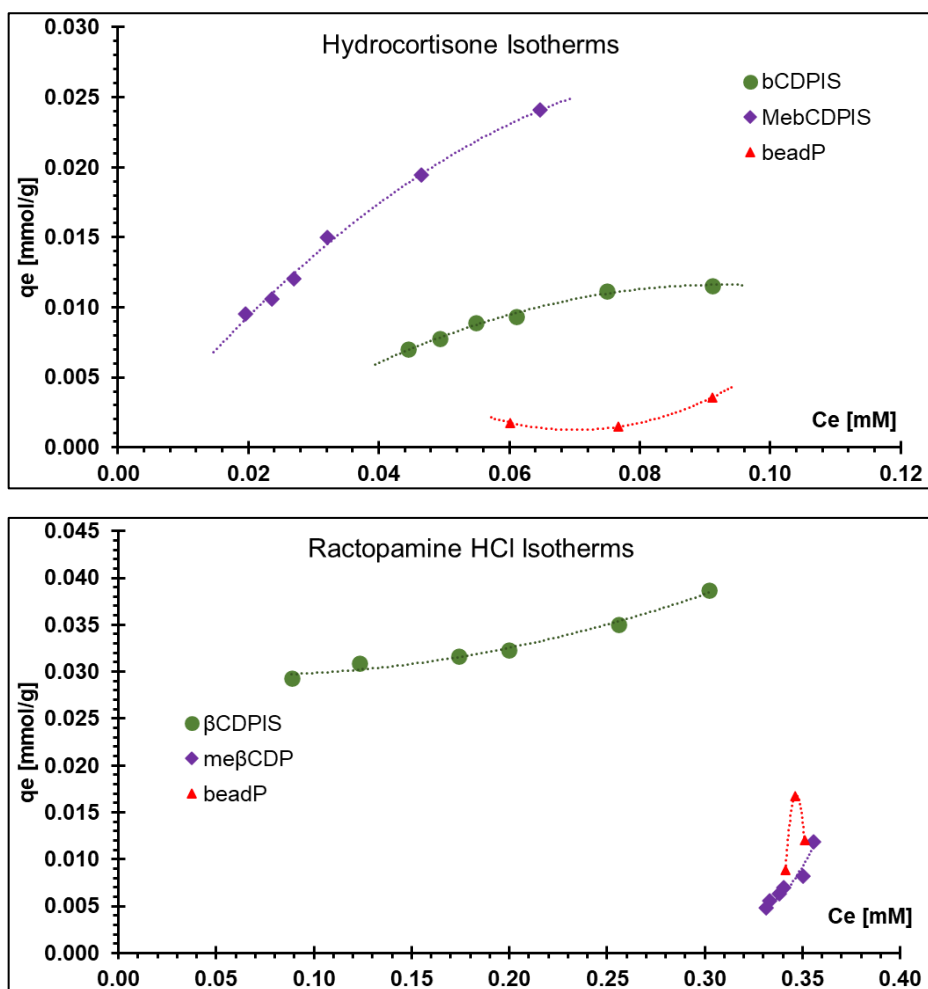 Hydrocortisone Isotherms
qe [mmol/g]
0.030
0.025
0.020
0.015
0.010
0.005
0.000
bCDPIS
MebCDPIS
beadP
Ce [mM]
0.00 0.02 0.04 0.06 0.08 0.10 0.12
Ractopamine HCl Isotherms
qe [mmol/g]
0.045
0.040
0.035
0.030
0.025
0.020
0.015
0.010
0.005
0.000
βCDPIS
meβCDP
beadP
Ce [mM]
0.00 0.05 0.10 0.15 0.20 0.25 0.30 0.35 0.40